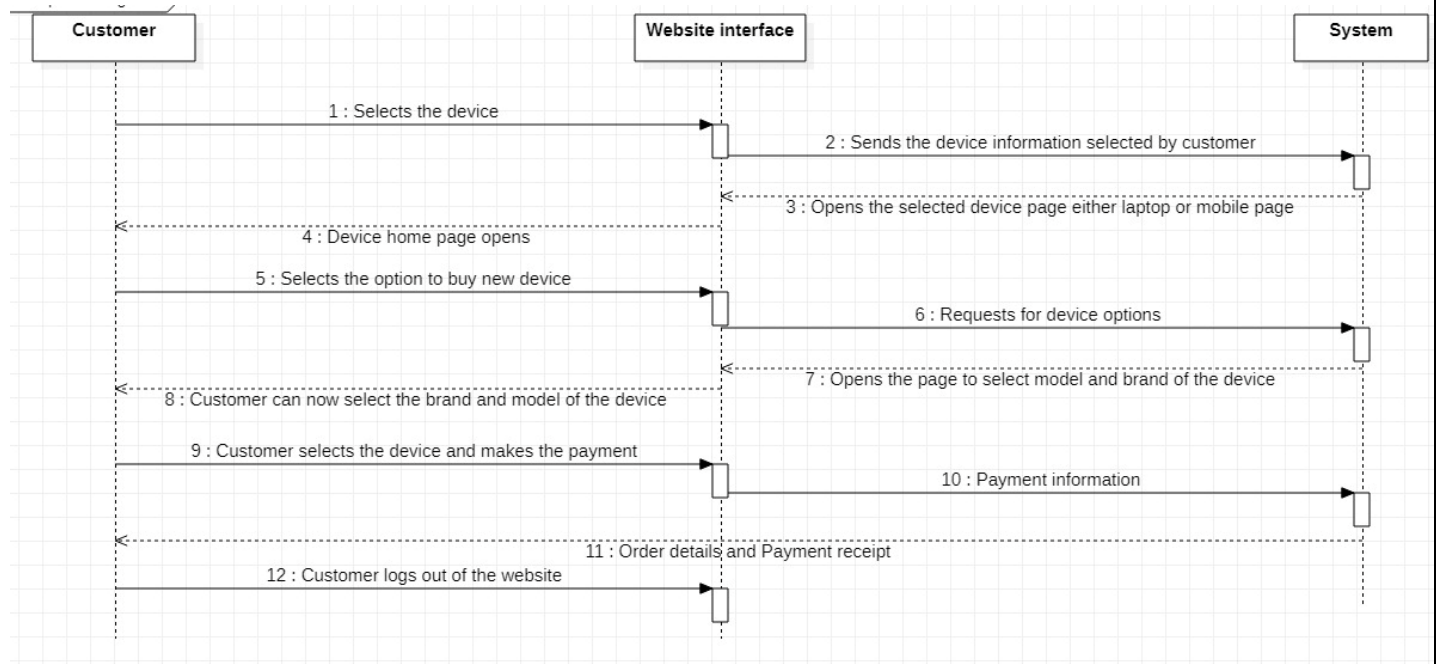 Customer
Website interface
System
1 : Selects the device
2 : Sends the device information selected by customer
3 : Opens the selected device page either laptop or mobile page
4 : Device home page opens
5 : Selects the option to buy new device
6 : Requests for device options
7 : Opens the page to select model and brand of the device
8 : Customer can now select the brand and model of the device
9 : Customer selects the device and makes the payment
10 : Payment information
11 : Order details and Payment receipt
12 : Customer logs out of the website